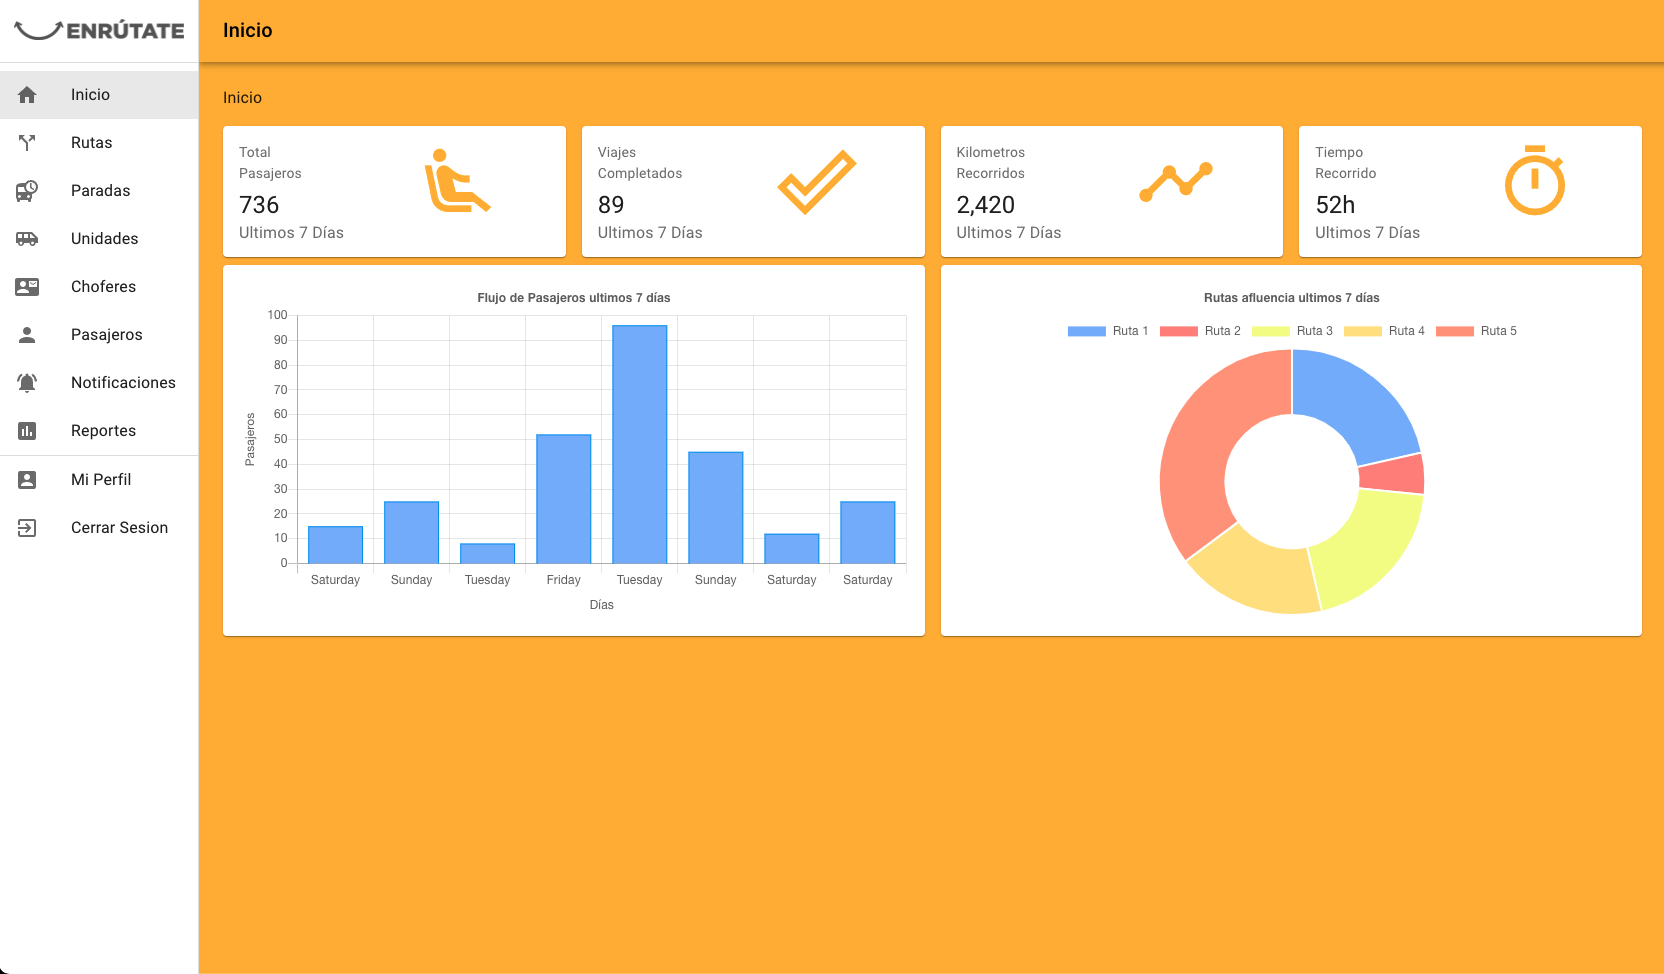 ENRÚTATE
Inicio
Rutas
Paradas
Unidades
Choferes
Pasajeros
Notificaciones
Reportes
Mi Perfil
Cerrar Sesion
Inicio
Inicio
Total
Pasajeros
736
Ultimos 7 Días
Viajes
Completados
89
Ultimos 7 Días
Kilometros
Recorridos
2,420
Ultimos 7 Días
Tiempo
Recorrido
52h
Ultimos 7 Días
Flujo de Pasajeros ultimos 7 días
Pasajeros
100
90
80
70
60
50
40
30
20
10
0
Saturday Sunday Tuesday Friday Tuesday Sunday Saturday Saturday
Días
Rutas afluencia ultimos 7 días
Ruta 1 Ruta 2 Ruta 3 Ruta 4 Ruta 5